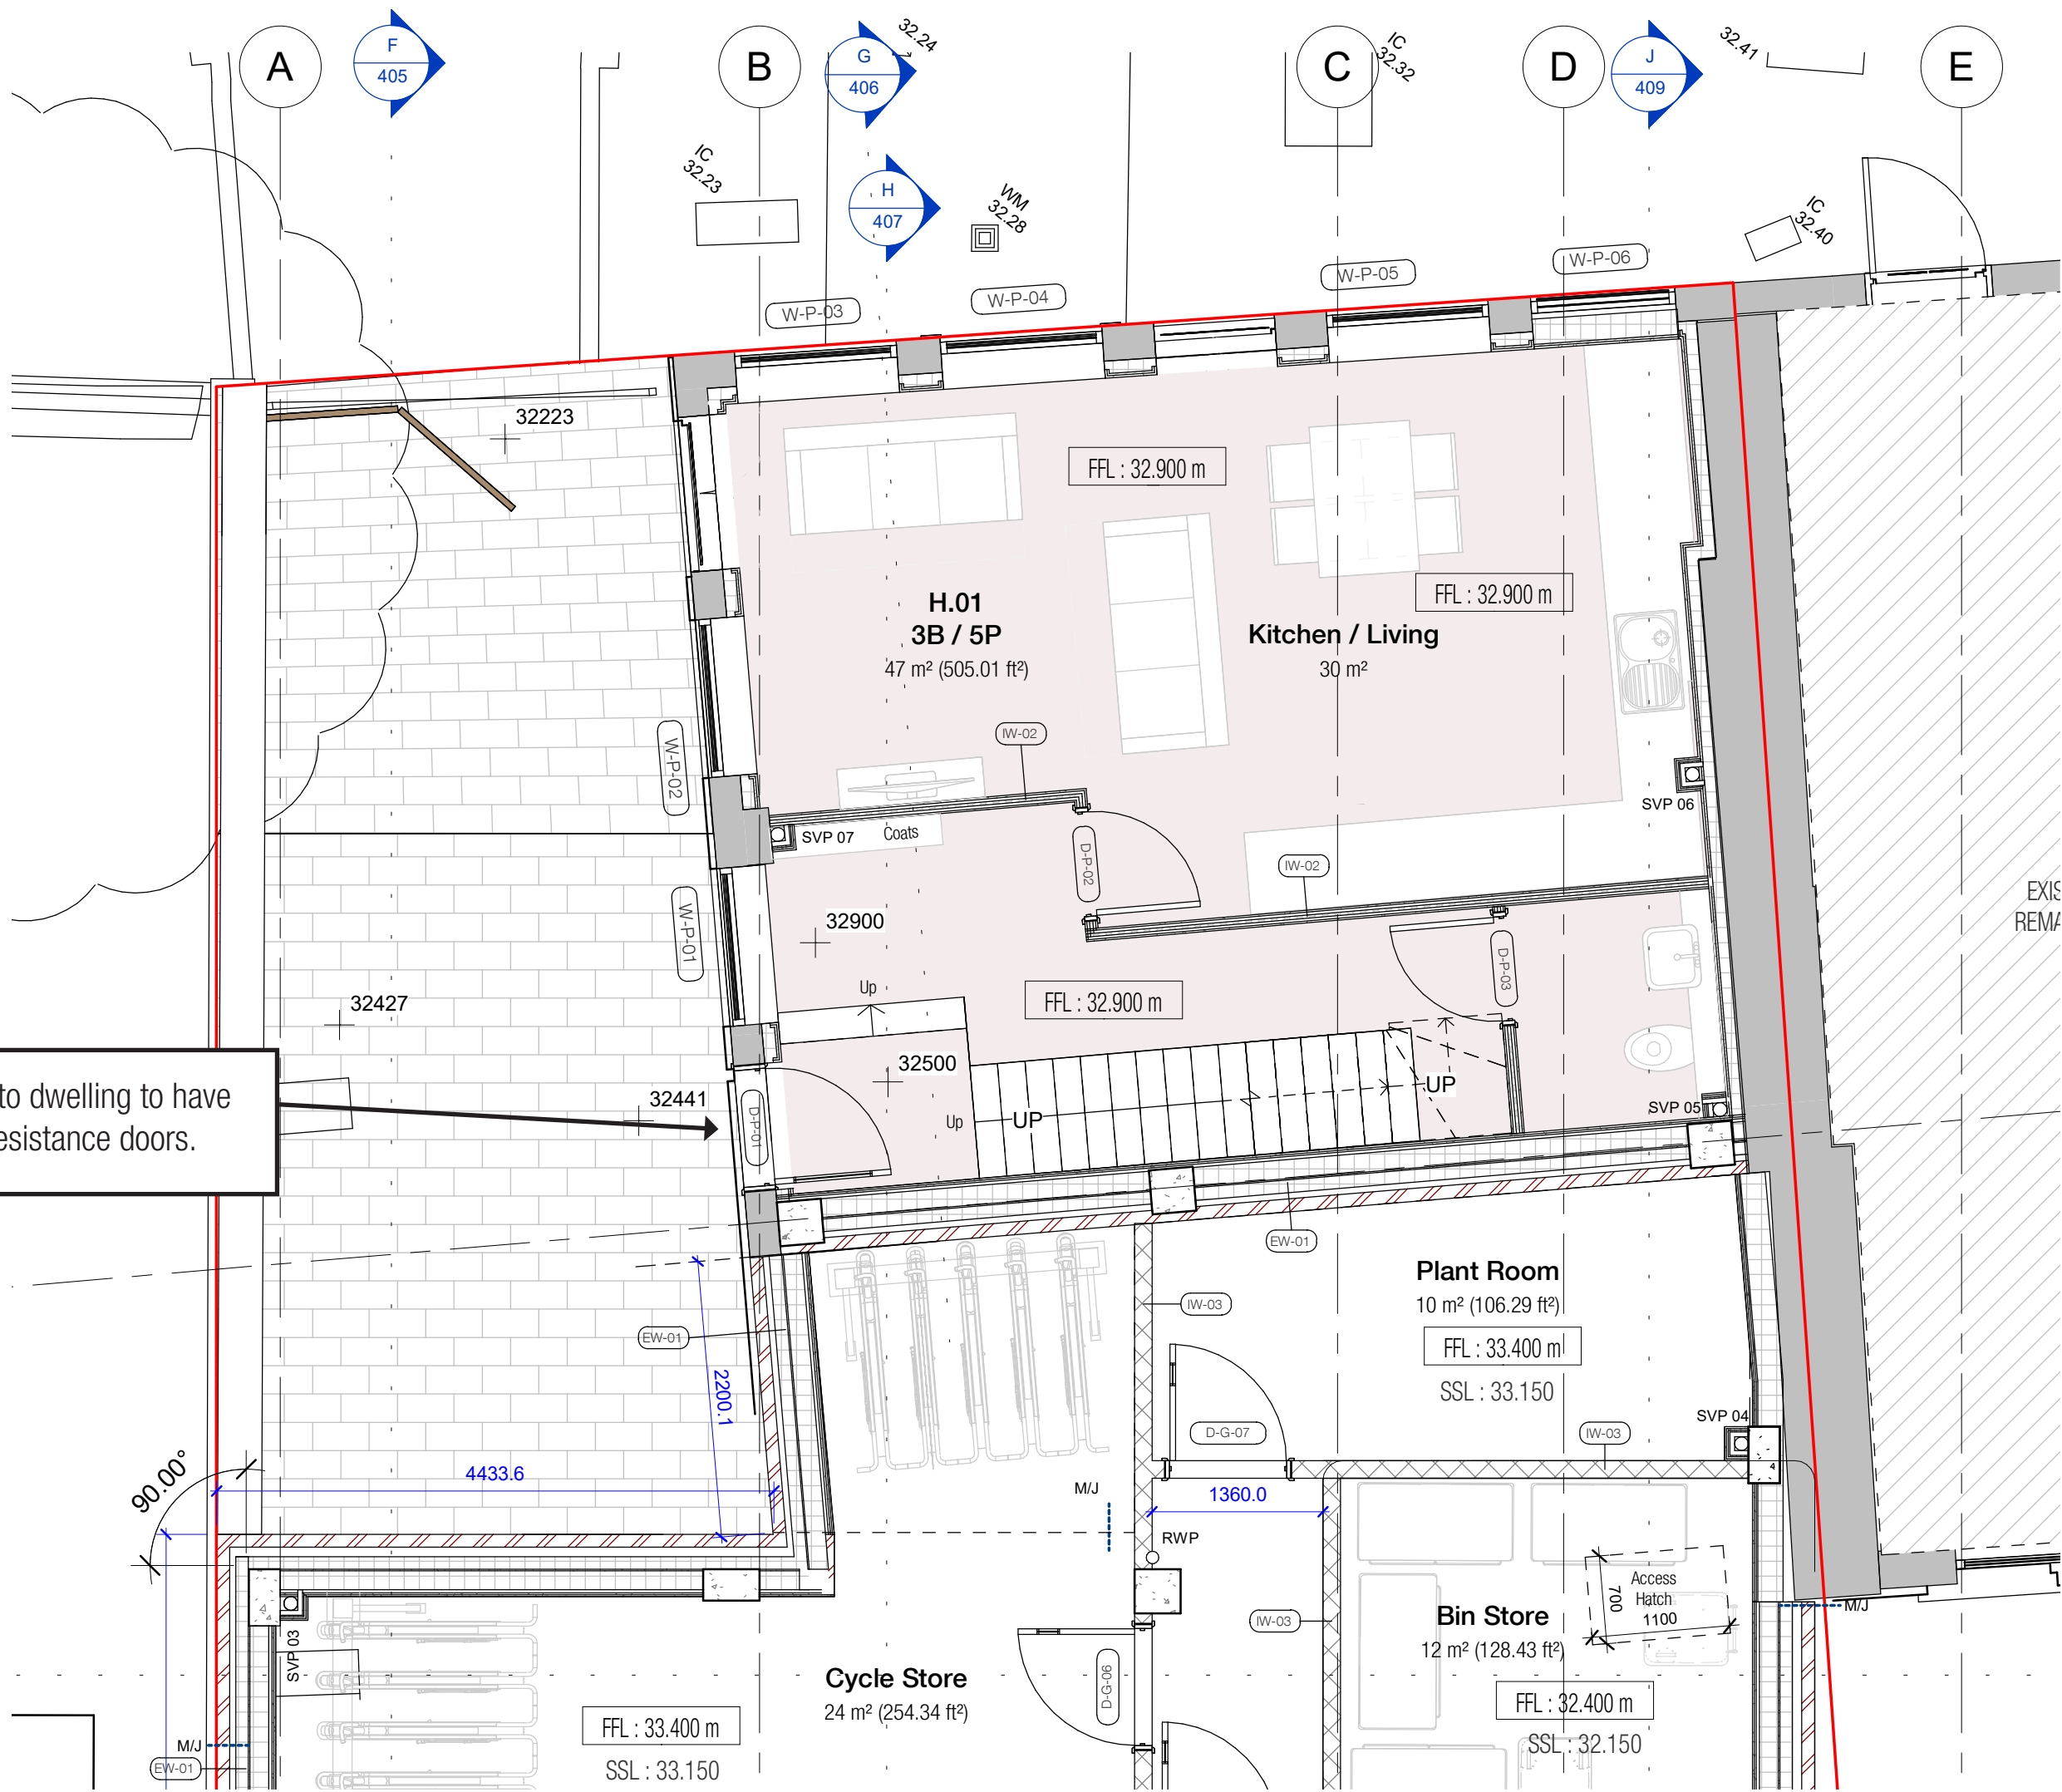 A
F
405
B
G
406
32.24
C
IC
32.32
D
J
409
32.41
E
IC
32.23
H
407
WM
32.28
IC
32.40
W-P-03
W-P-04
W-P-05
W-P-06
32223
FFL : 32.900 m
FFL : 32.900 m
H.01
3B / 5P
47 m² (505.01 ft²)
Kitchen / Living
30 m²
W-P-02
IW-02
SVP 06
SVP 07
Coats
D-P-02
IW-02
W-P-01
32900
D-P-03
EXIS
REMA
32427
Up
FFL : 32.900 m
32500
UP
to dwelling to have
esistance doors.
32441
D-P-01
Up
UP
SVP 05
EW-01
Plant Room
10 m² (106.29 ft²)
FFL : 33.400 m
SSL : 33.150
IW-03
EW-01
2200.1
D-G-07
SVP 04
IW-03
90.00°
4433.6
M/J
1360.0
RWP
Access
Hatch
700
1100
M/J
IW-03
Bin Store
12 m² (128.43 ft²)
SVP 03
Cycle Store
24 m² (254.34 ft²)
D-G-06
FFL : 33.400 m
SSL : 33.150
FFL : 32.400 m
SSL : 32.150
M/J
EW-01